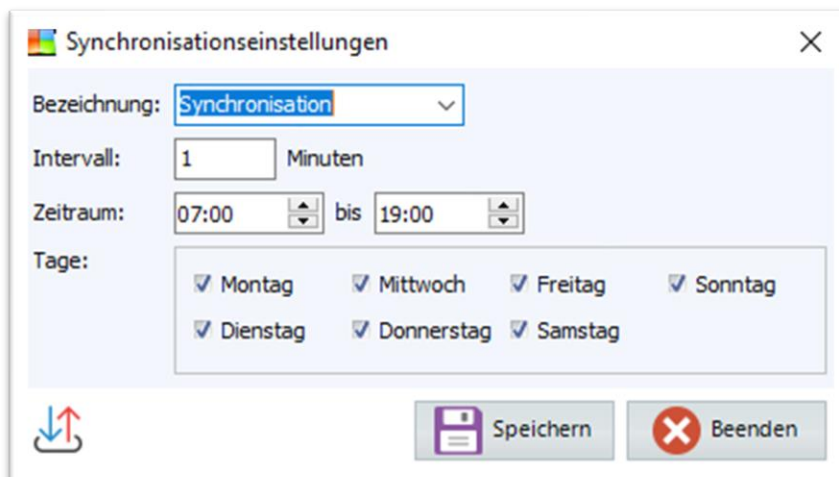 Synchronisationseinstellungen
Bezeichnung: Synchronisation
Intervall: 1 Minuten
Zeitraum: 07:00 bis 19:00
Tage:
Montag Mittwoch Freitag Sonntag
Dienstag Donnerstag Samstag
Speichern Beenden